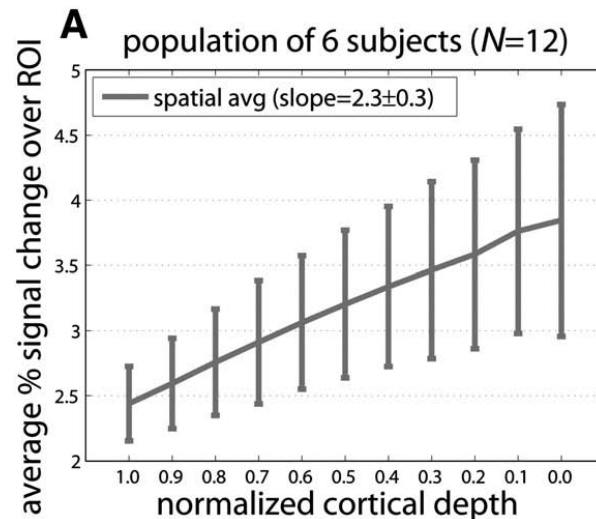 A
population of 6 subjects (N=12)
average % signal change over ROI
5
4.5
4
3.5
3
2.5
2
spatial avg (slope=2.3±0.3)
1.0 0.9 0.8 0.7 0.6 0.5 0.4 0.3 0.2 0.1 0.0
normalized cortical depth